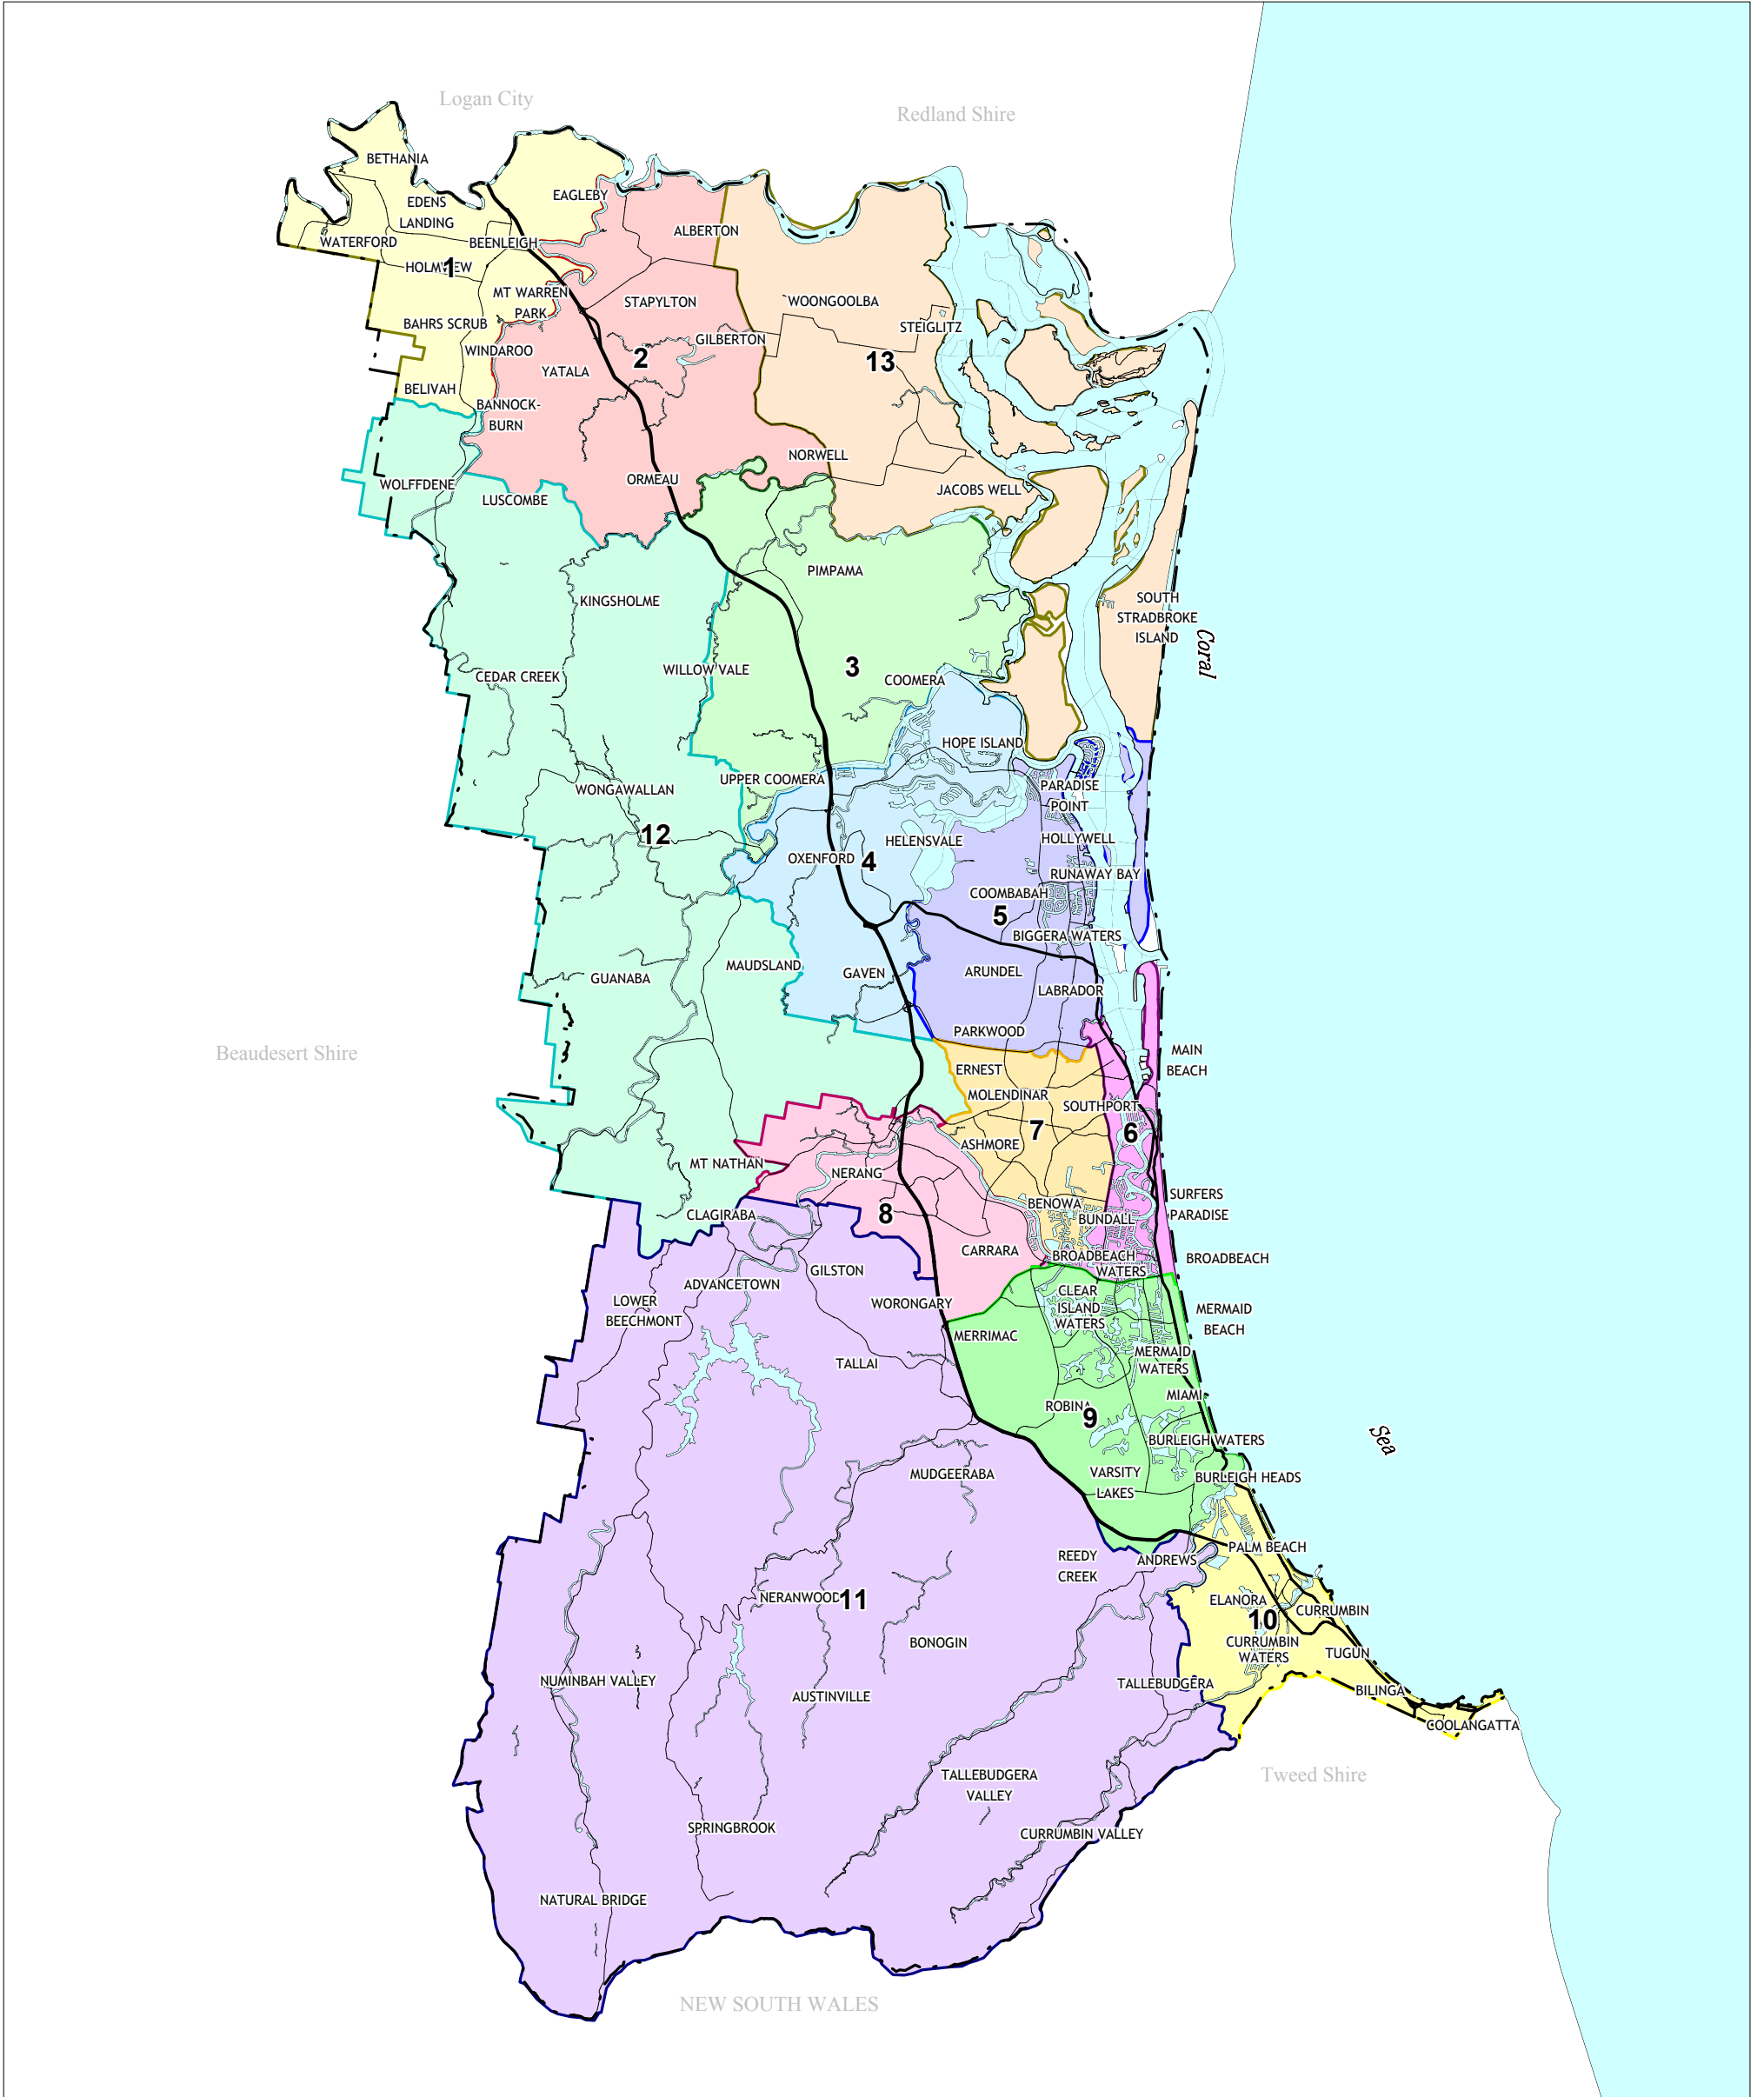 Logan City
Redland Shire
BETHANIA
EAGLEBY
EDENS
LANDING
ALBERTON
WATERFORD
BEENLEIGH
HOLMVIEW
1
MT WARREN
PARK
STAPYLTON
WOONGOOLBA
BAHRS SCRUB
STEIGLITZ
GILBERTON
WINDAROO
2
13
YATALA
BELIVAH
BANNOCK-
BURN
NORWELL
ORMEAU
WOLFFDENE
LUSCOMBE
JACOBS WELL
PIMPAMA
KINGSHOLME
SOUTH
STRADBROKE
ISLAND
Coral
3
WILLOW VALE
CEDAR CREEK
COOMERA
HOPE ISLAND
UPPER COOMERA
PARADISE
POINT
WONGAWALLAN
12
HELENSVALE
HOLLYWELL
OXENFORD
4
RUNAWAY BAY
COOMBABAH
5
BIGGERA WATERS
MAUDSLAND
GAVEN
ARUNDEL
GUANABA
LABRADOR
PARKWOOD
Beaudesert Shire
MAIN
BEACH
ERNEST
MOLENDINAR
SOUTHPORT
7
6
ASHMORE
MT NATHAN
NERANG
SURFERS
PARADISE
BENOWA
8
BUNDALL
CLAGIRABA
CARRARA
BROADBEACH
WATERS
BROADBEACH
GILSTON
ADVANCETOWN
CLEAR
ISLAND
WATERS
LOWER
BEECHMONT
WORONGARY
MERMAID
BEACH
MERRIMAC
MERMAID
WATERS
TALLAI
MIAMI
ROBINA
9
BURLEIGH WATERS
Sea
MUDGEERABA
VARSITY
LAKES
BURLEIGH HEADS
PALM BEACH
REEDY
CREEK
ANDREWS
NERANWOOD
11
ELANORA
CURRUMBIN
10
BONOGIN
CURRUMBIN
WATERS
TUGUN
NUMINBAH VALLEY
TALLEBUDGERA
BILINGA
AUSTINVILLE
COOLANGATTA
TALLEBUDGERA
VALLEY
Tweed Shire
SPRINGBROOK
CURRUMBIN VALLEY
NATURAL BRIDGE
NEW SOUTH WALES